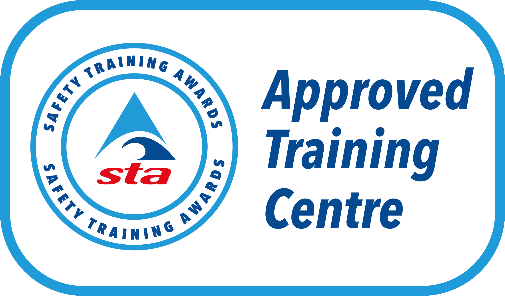 SAFETY TRAINING AWARDS
sta
SAFETY TRAINING AWARDS
Approved
Training
Centre